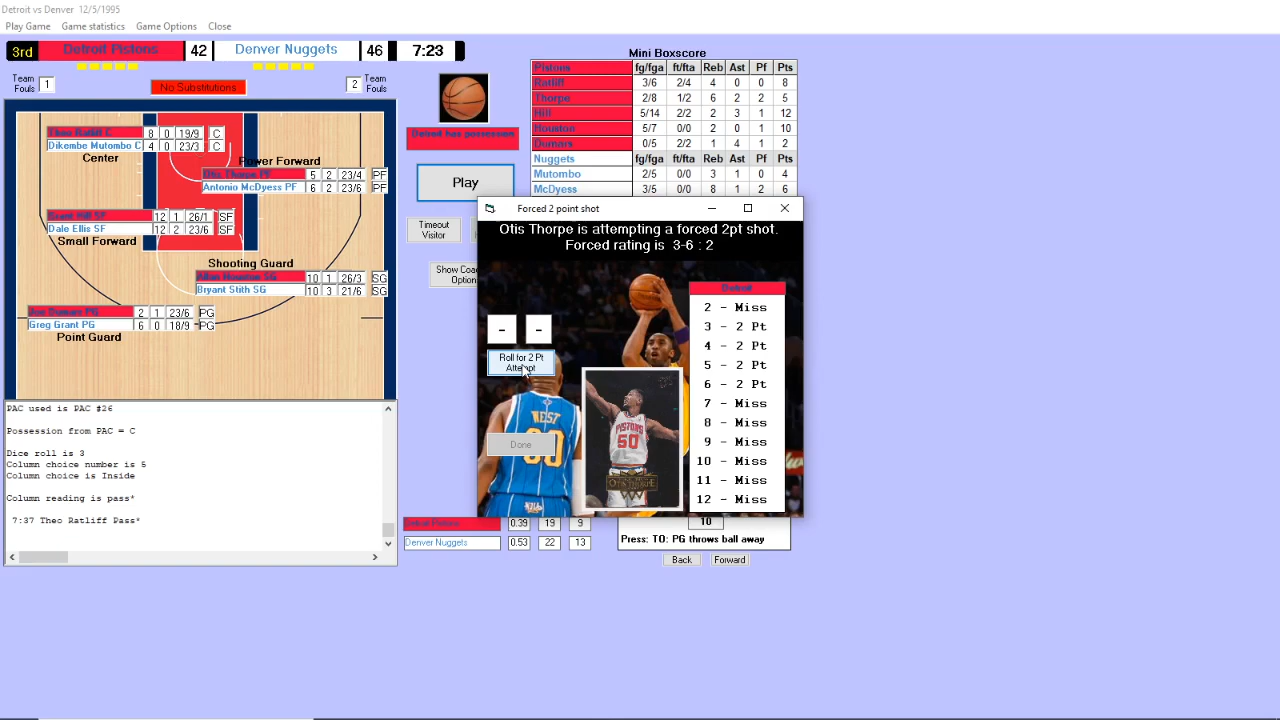 Detroit vs Denver 12/5/1995
Play Game Game statistics Game Options Close
3rd Detroit Pistons 42 Denver Nuggets 46 7:23
Team Fouls 1 No Substitutions 2 Team Fouls
Theo Ratliff C 8 0 19/9 C
Dikembe Mutombo C 4 0 23/3 C
Center
Power Forward
Otis Thorpe PF 5 2 23/4 PF
Antonio McDyess PF 6 2 23/6 PF
Grant Hill SF 12 1 26/1 SF
Dale Ellis SF 12 2 23/6 SF
Small Forward
Shooting Guard
Allan Houston SG 10 1 26/3 SG
Bryant Stith SG 10 3 21/6 SG
Joe Dumars PG 2 1 23/6 PG
Greg Grant PG 6 0 18/9 PG
Point Guard
PAC used is PAC #26
Possession from PAC = C
Dice roll is 3
Column choice number is 5
Column choice is Inside
Column reading is pass*
7:37 Theo Ratliff Pass*
Detroit has possession
Play
Timeout
Visitor
Show Coa
Option
Mini Boxscore
Pistons fg/fga ft/fta Reb Ast Pf Pts
Ratliff 3/6 2/4 4 0 0 8
Thorpe 2/8 1/2 6 2 2 5
Hill 5/14 2/2 2 3 1 12
Houston 5/7 0/0 2 0 1 10
Dumars 0/5 2/2 1 4 1 2
Nuggets fg/fga ft/fta Reb Ast Pf Pts
Mutombo 2/5 0/0 3 1 0 4
McDyess 3/5 0/0 8 1 2 6
Forced 2 point shot
Otis Thorpe is attempting a forced 2pt shot.
Forced rating is 3-6 : 2
- -
Roll for 2 Pt
Attempt
Done
WEST
30
PISTONS
50
OTIS THORPE
Detroit
2 - Miss
3 - 2 Pt
4 - 2 Pt
5 - 2 Pt
6 - 2 Pt
7 - Miss
8 - Miss
9 - Miss
10 - Miss
11 - Miss
12 - Miss
Detroit Pistons 0.39 19 9
Denver Nuggets 0.53 22 13
10
Press: TO: PG throws ball away
Back Forward